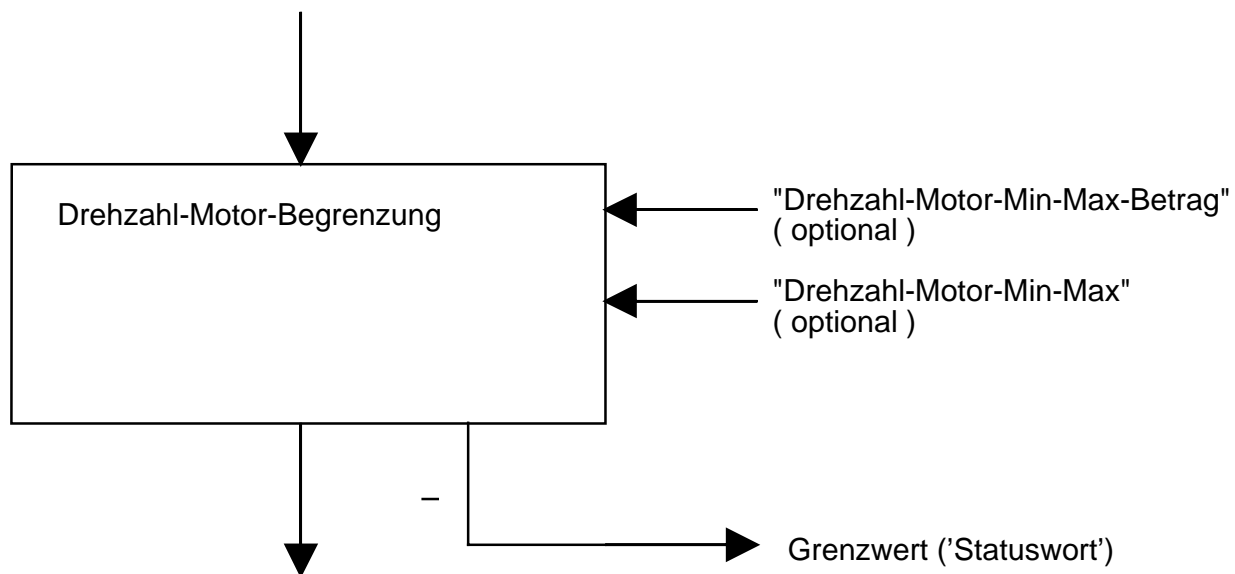 Drehzahl-Motor-Begrenzung
"Drehzahl-Motor-Min-Max-Betrag"
( optional )
"Drehzahl-Motor-Min-Max"
( optional )
–
Grenzwert (’Statuswort’)